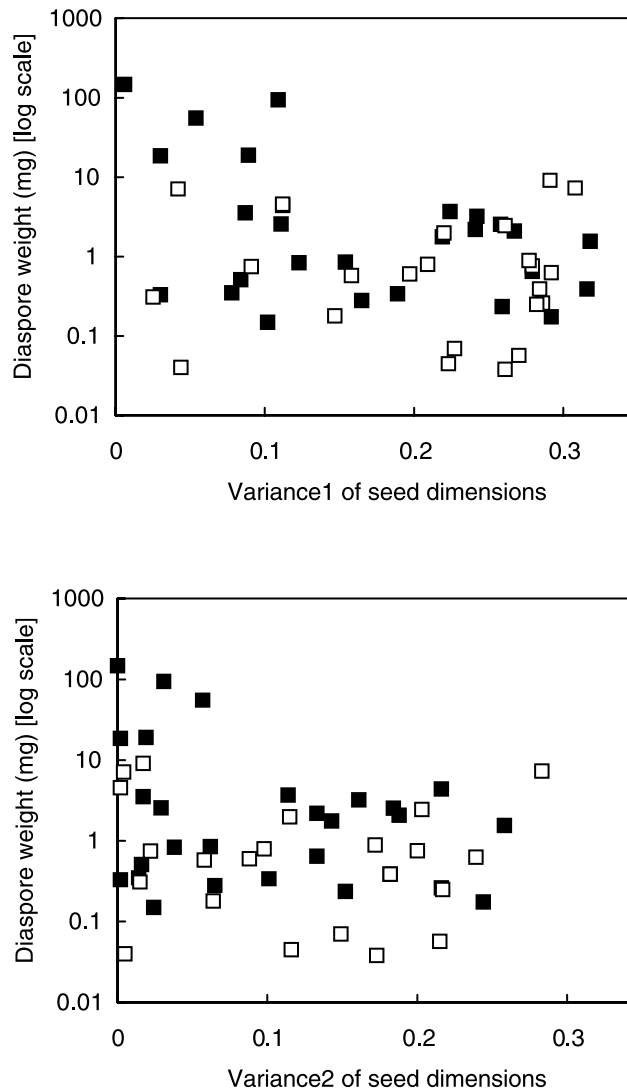 1000
100
10
1
0.1
0.01
Diaspore weight (mg) [log scale]
0 0.1 0.2 0.3
Variance1 of seed dimensions
1000
100
10
1
0.1
0.01
Diaspore weight (mg) [log scale]
0 0.1 0.2 0.3
Variance2 of seed dimensions